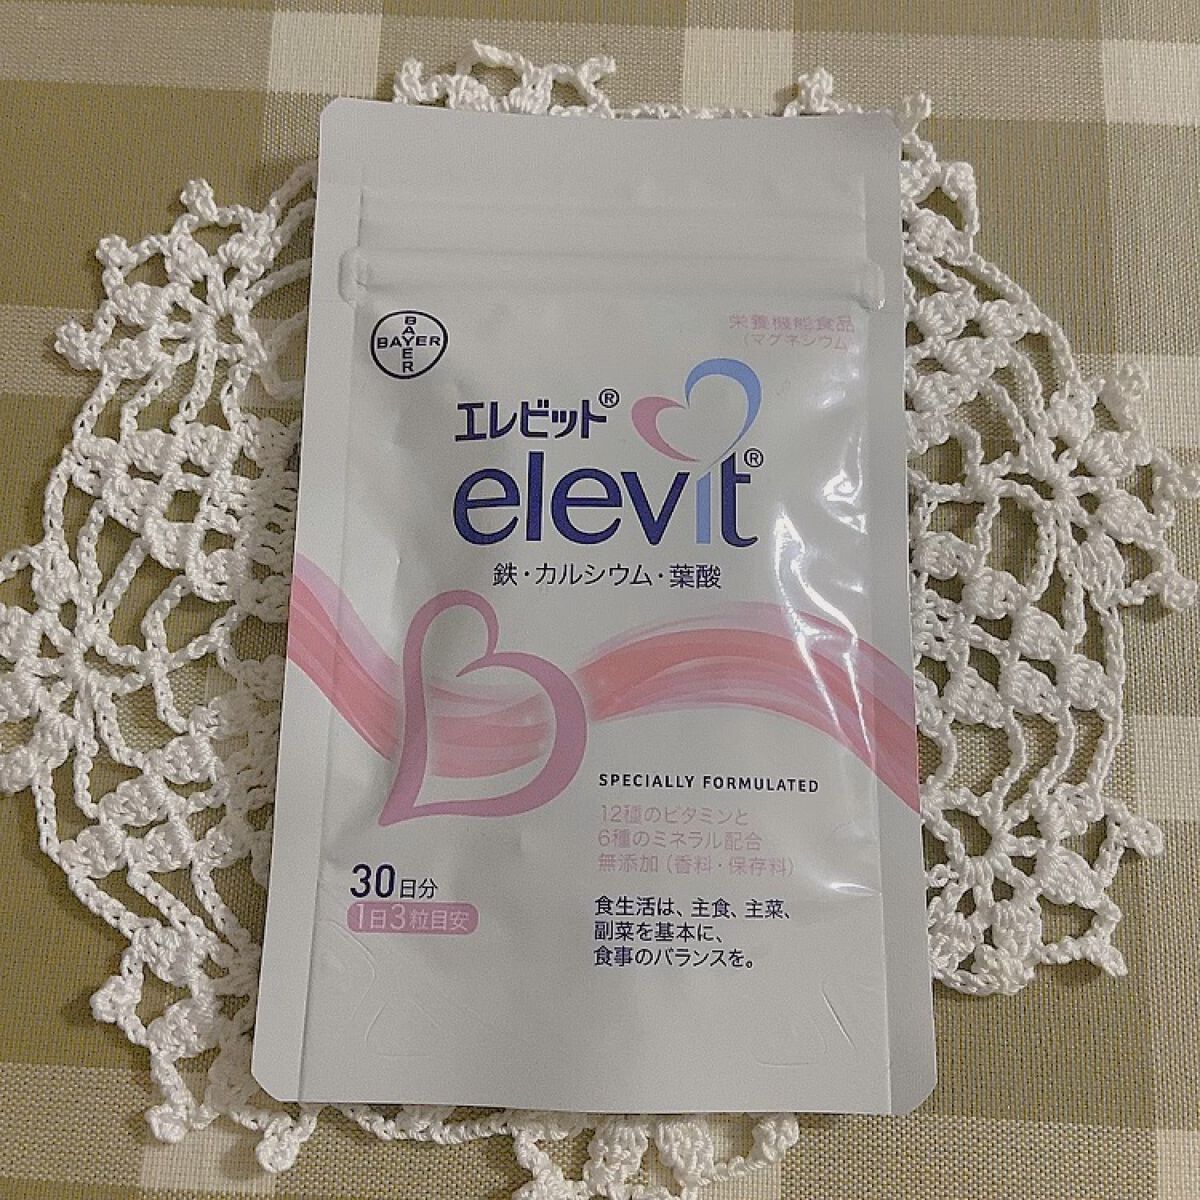 BAYER
BAYER
栄養機能食品
(マグネシウム)
エレビット®
elevit®
鉄・カルシウム・葉酸
SPECIALLY FORMULATED
12種のビタミンと
6種のミネラル配合
無添加(香料・保存料)
30日分
1日3粒目安
食生活は、主食、主菜、
副菜を基本に、
食事のバランスを。